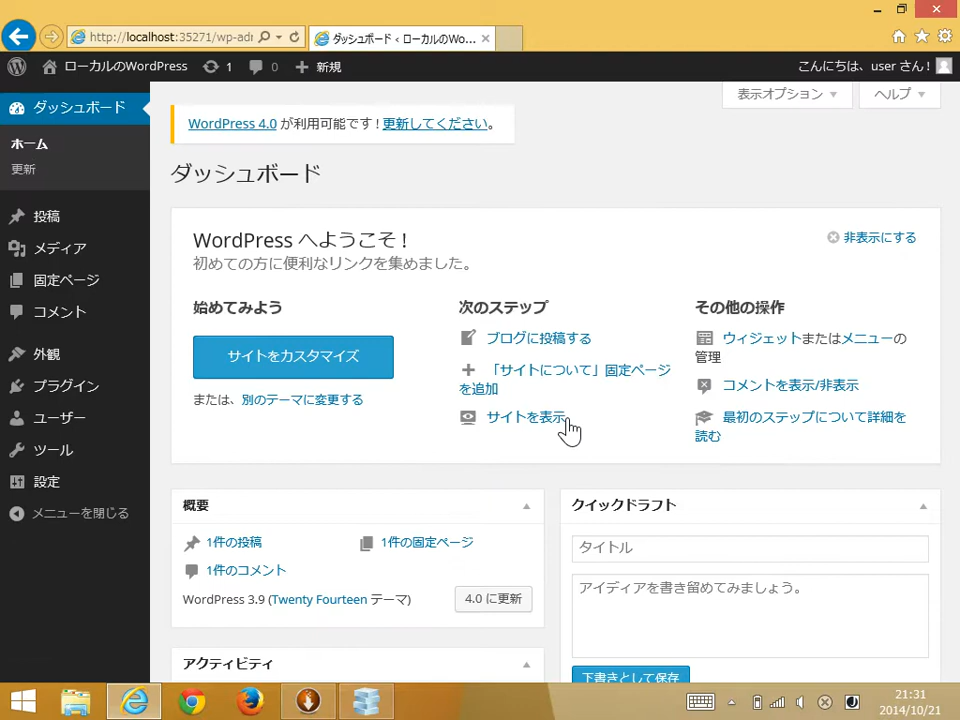 http://localhost:35271/wp-adr
ダッシュボード ‹ ローカルのWo...
ローカルのWordPress
1
0
新規
こんにちは、user さん !
ダッシュボード
ホーム
更新
投稿
メディア
固定ページ
コメント
外観
プラグイン
ユーザー
ツール
設定
メニューを閉じる
表示オプション
ヘルプ
WordPress 4.0 が利用可能です ! 更新してください。
ダッシュボード
WordPress へようこそ !
非表示にする
初めての方に便利なリンクを集めました。
始めてみよう
サイトをカスタマイズ
または、別のテーマに変更する
次のステップ
ブログに投稿する
「サイトについて」固定ページ
を追加
サイトを表示
その他の操作
ウィジェットまたはメニューの
管理
コメントを表示/非表示
最初のステップについて詳細を
読む
概要
1件の投稿
1件の固定ページ
1件のコメント
WordPress 3.9 (Twenty Fourteen テーマ)
4.0 に更新
アクティビティ
クイックドラフト
タイトル
アイディアを書き留めてみましょう。
下書きとして保存
21:31
2014/10/21